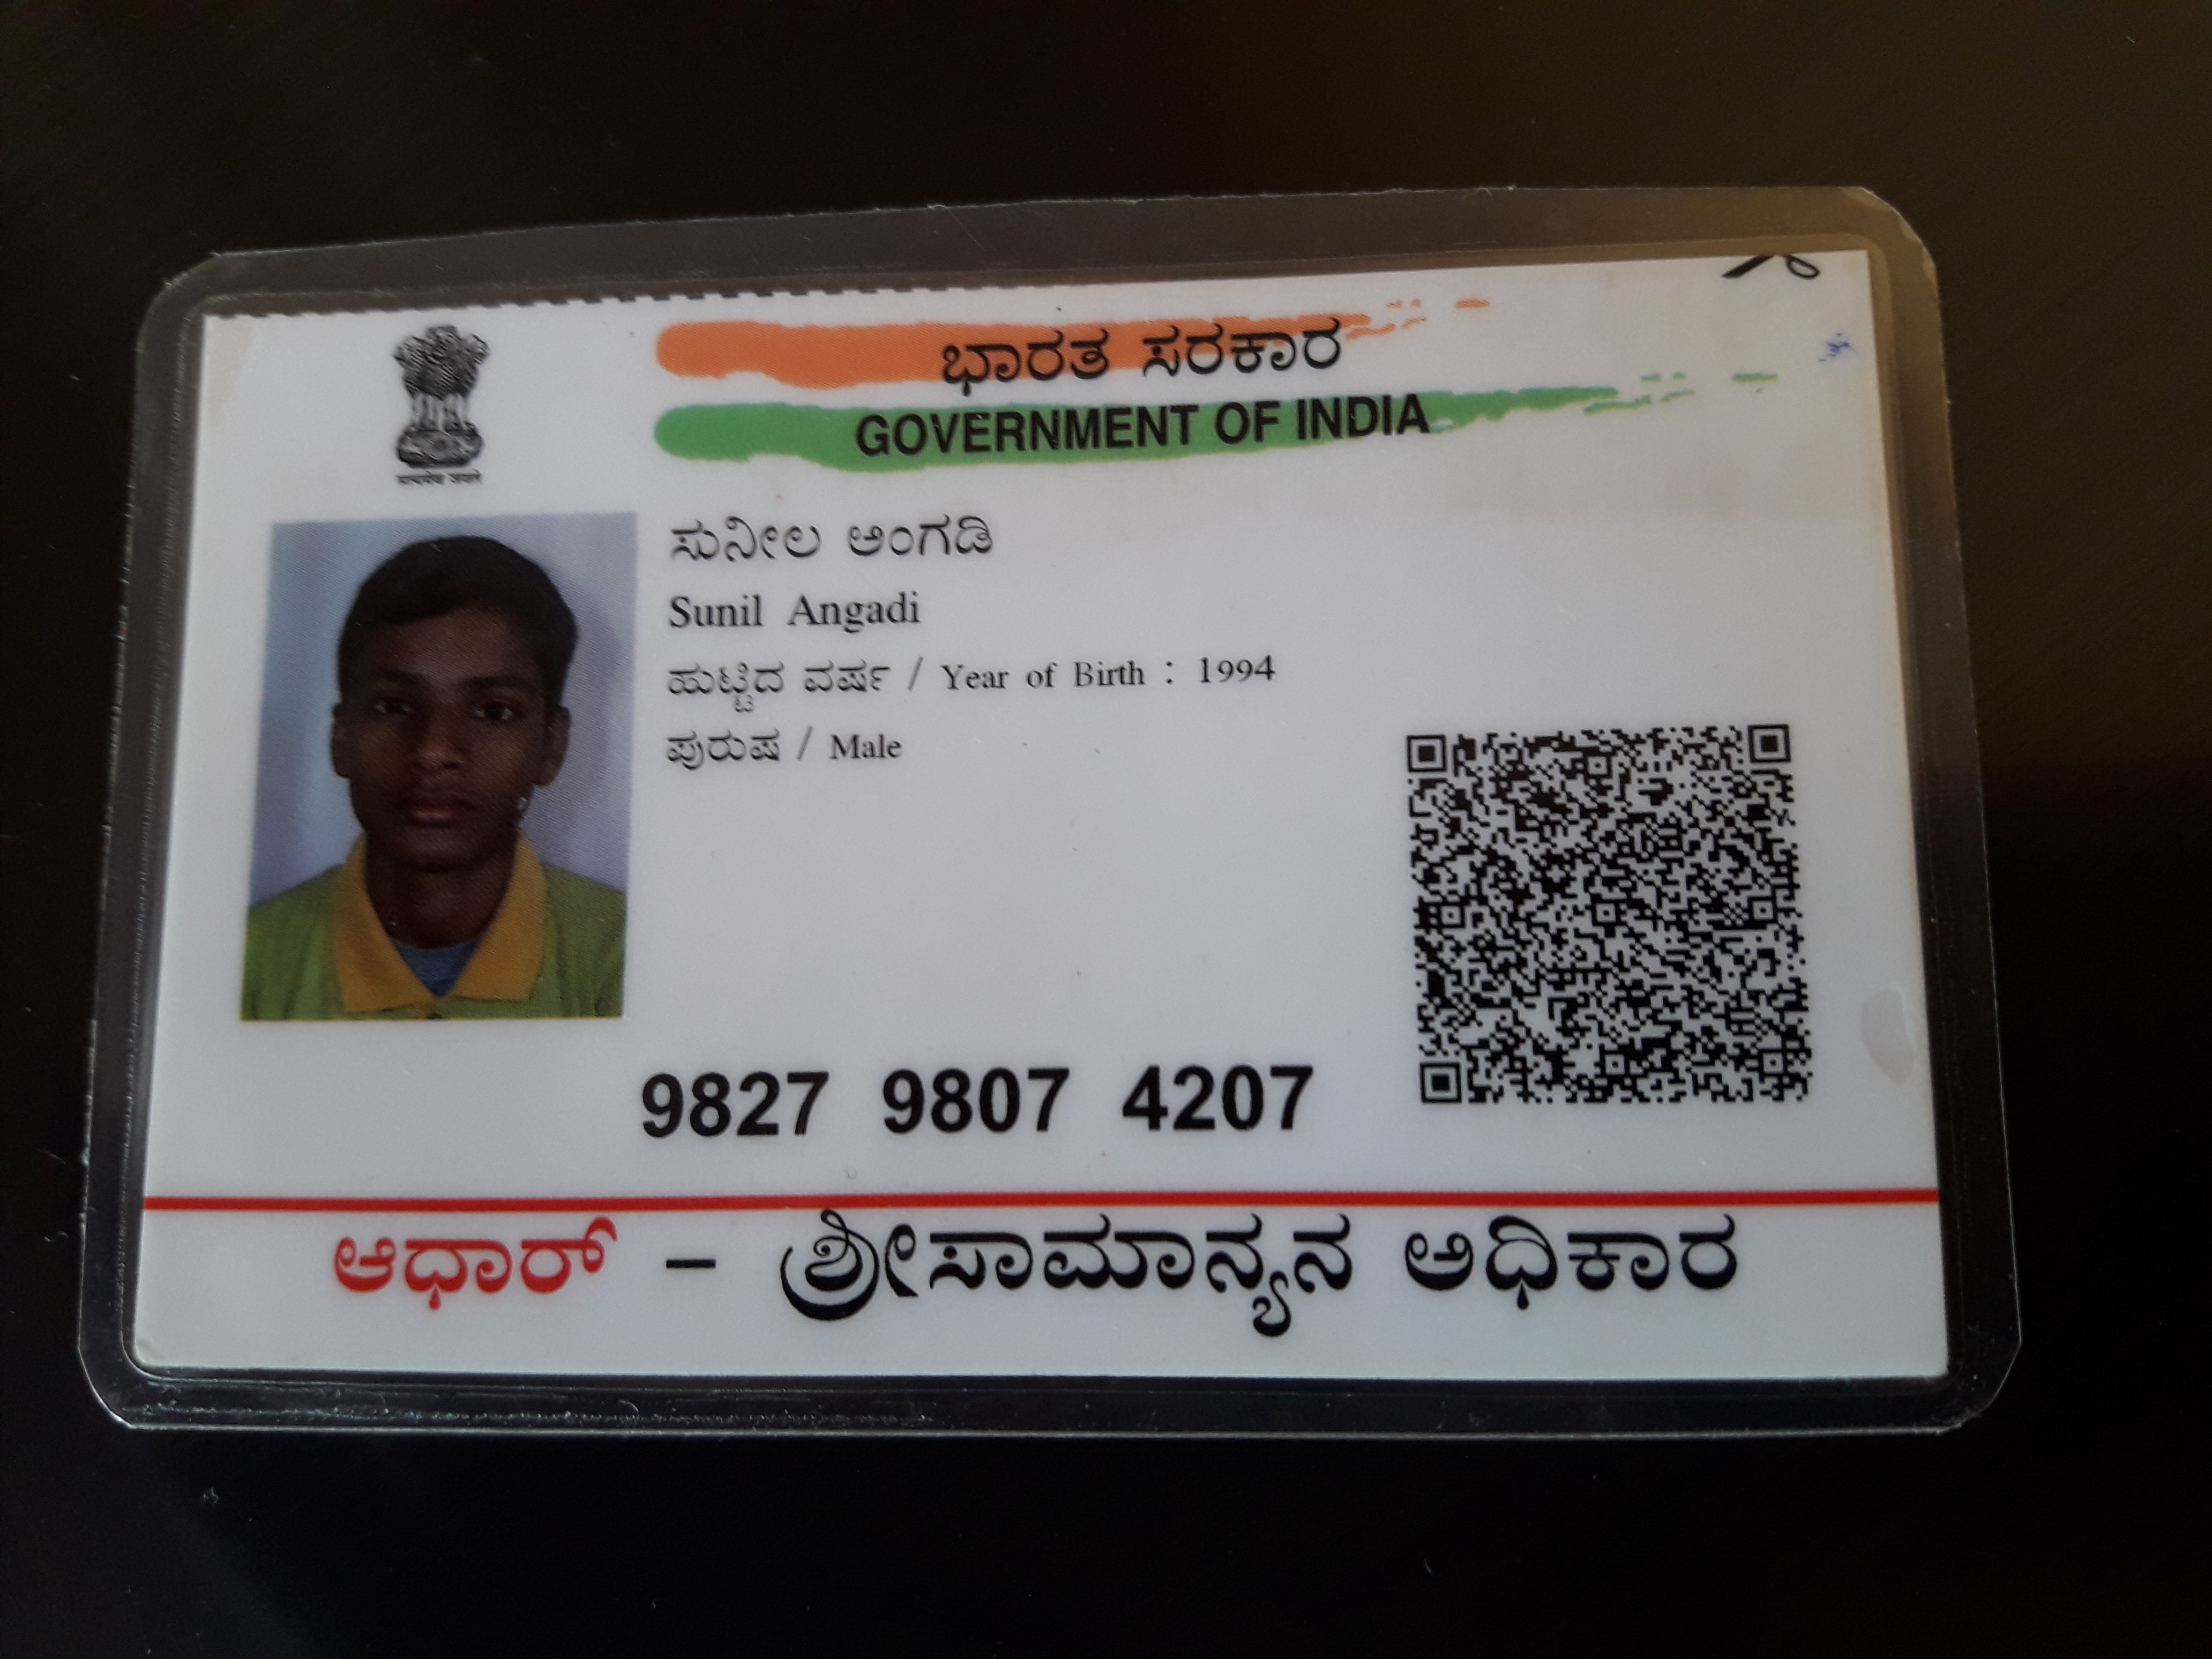 ಭಾರತ ಸರಕಾರ
GOVERNMENT OF INDIA
ಸುನೀಲ ಅಂಗಡಿ
Sunil Angadi
ಹುಟ್ಟಿದ ವರ್ಷ / Year of Birth : 1994
ಪುರುಷ / Male
9827 9807 4207
ಆಧಾರ್ – ಶ್ರೀಸಾಮಾನ್ಯನ ಅಧಿಕಾರ